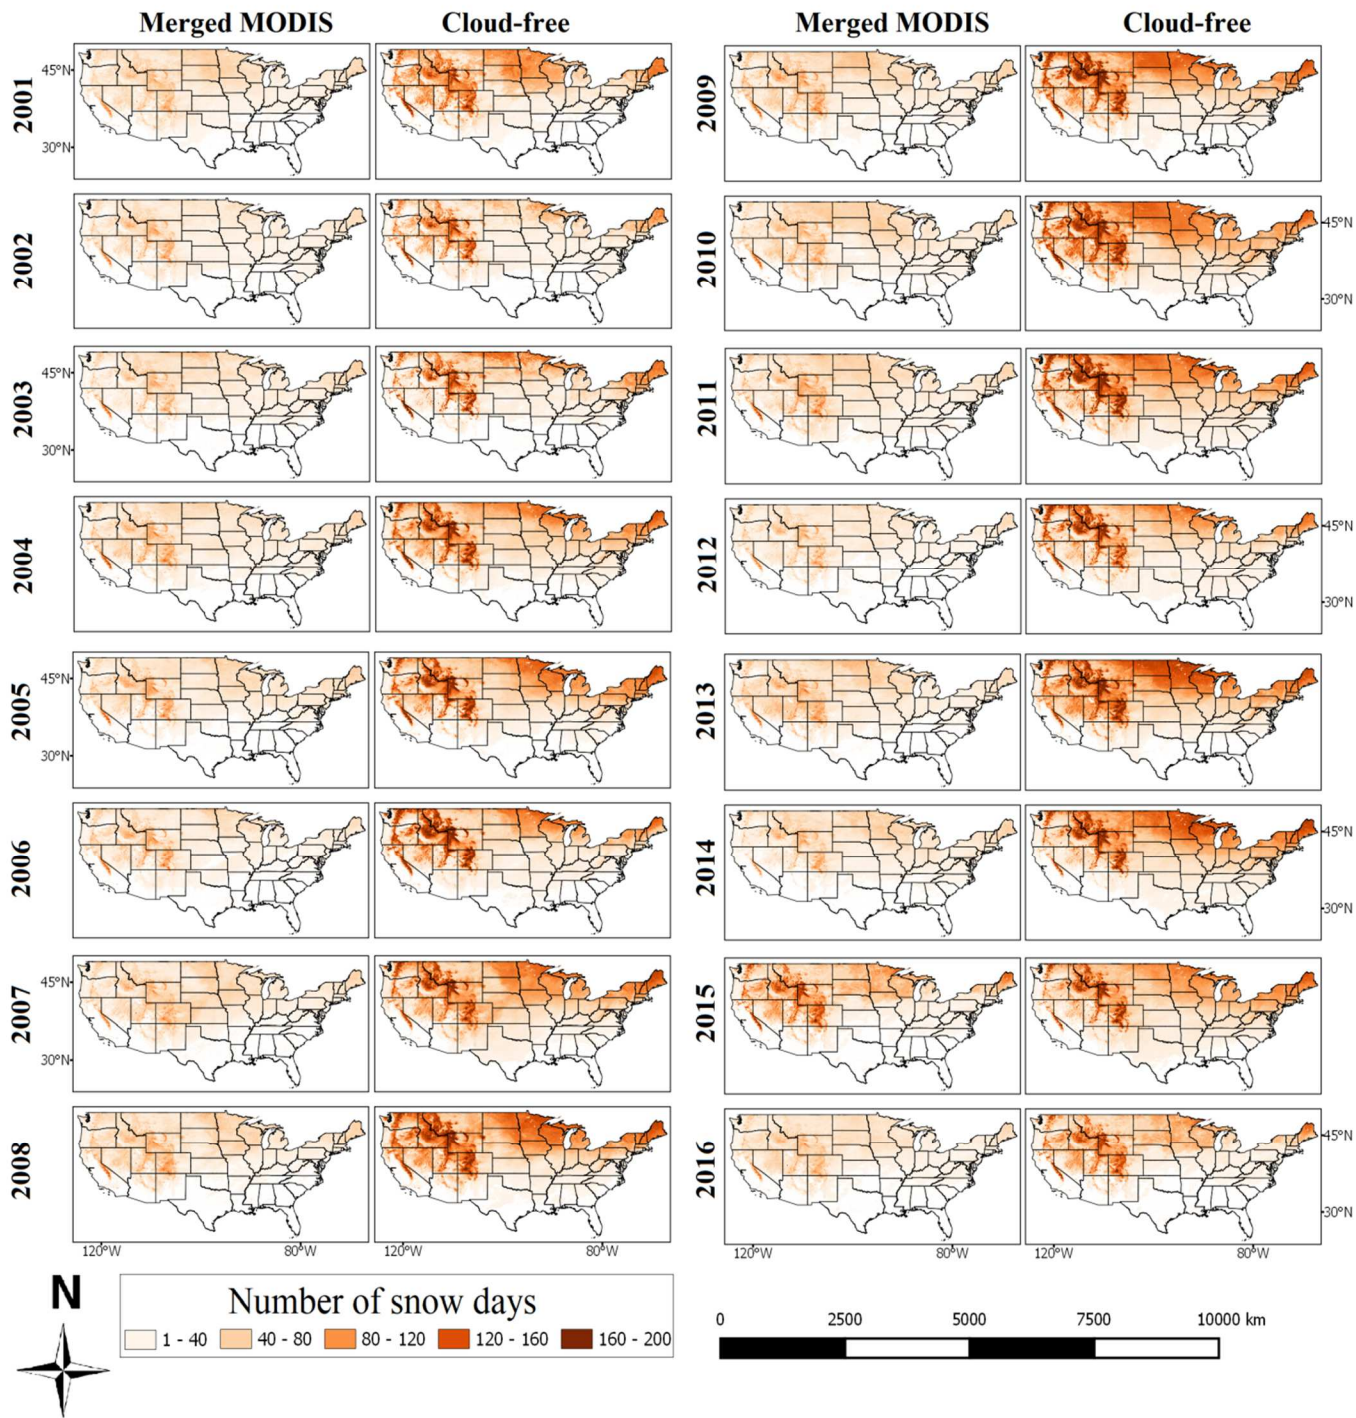 Merged MODIS Cloud-free Merged MODIS Cloud-free
2001
45°N
30°N
2002
2003
45°N
30°N
2004
2005
45°N
30°N
2006
2007
45°N
30°N
2008
120°W 80°W 120°W 80°W
2009
2010
45°N
30°N
2011
2012
45°N
30°N
2013
2014
45°N
30°N
2015
2016
45°N
30°N
120°W 80°W 120°W 80°W
N
Number of snow days
1 - 40 40 - 80 80 - 120 120 - 160 160 - 200
0 2500 5000 7500 10000 km